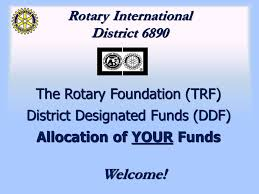 Rotary International
District 6890
The Rotary Foundation (TRF)
District Designated Funds (DDF)
Allocation of YOUR Funds
Welcome!